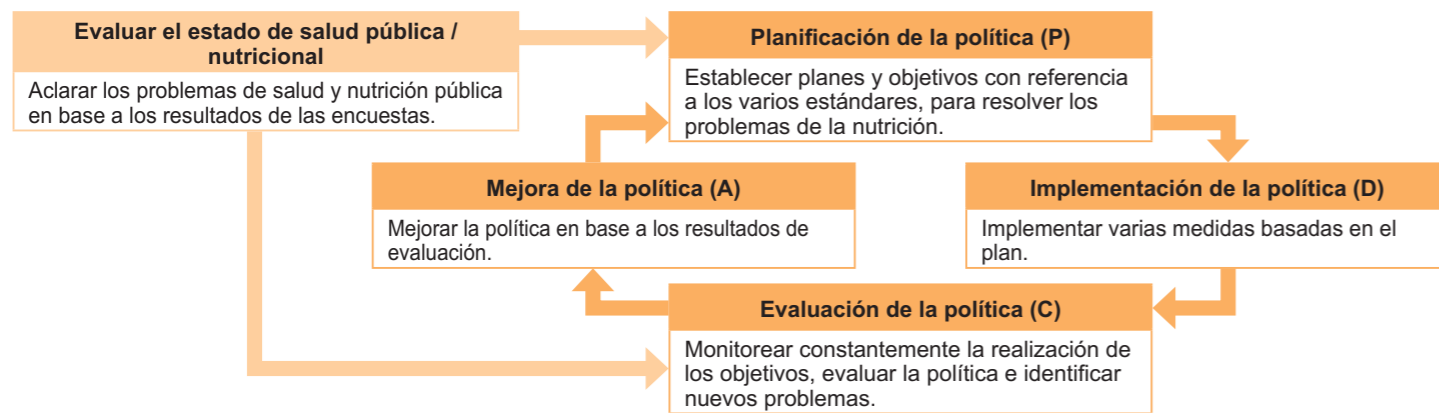 Evaluar el estado de salud pública /
nutricional
Aclarar los problemas de salud y nutrición pública
en base a los resultados de las encuestas.
Planificación de la política (P)
Establecer planes y objetivos con referencia
a los varios estándares, para resolver los
problemas de la nutrición.
Mejora de la política (A)
Mejorar la política en base a los resultados de
evaluación.
Implementación de la política (D)
Implementar varias medidas basadas en el
plan.
Evaluación de la política (C)
Monitorear constantemente la realización de
los objetivos, evaluar la política e identificar
nuevos problemas.